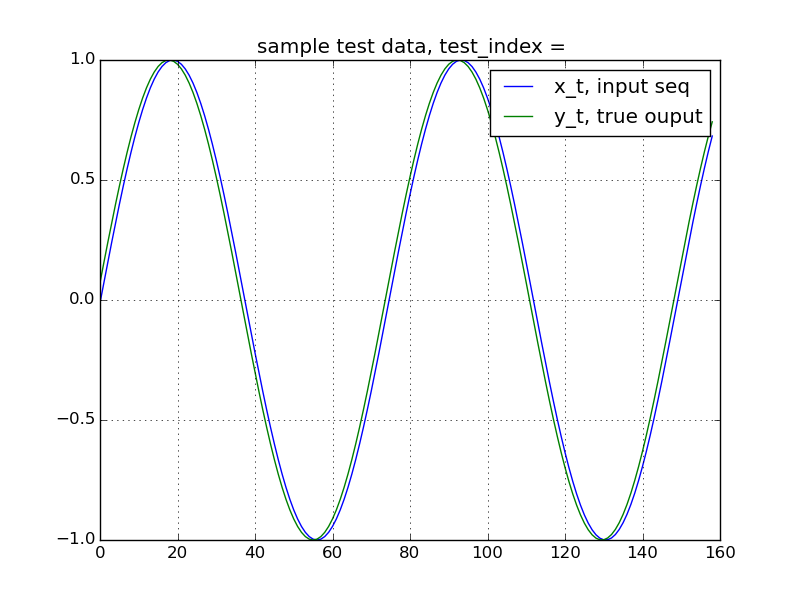 sample test data, test_index =
x_t, input seq
y_t, true ouput
1.0
0.5
0.0
−0.5
−1.0
0 20 40 60 80 100 120 140 160